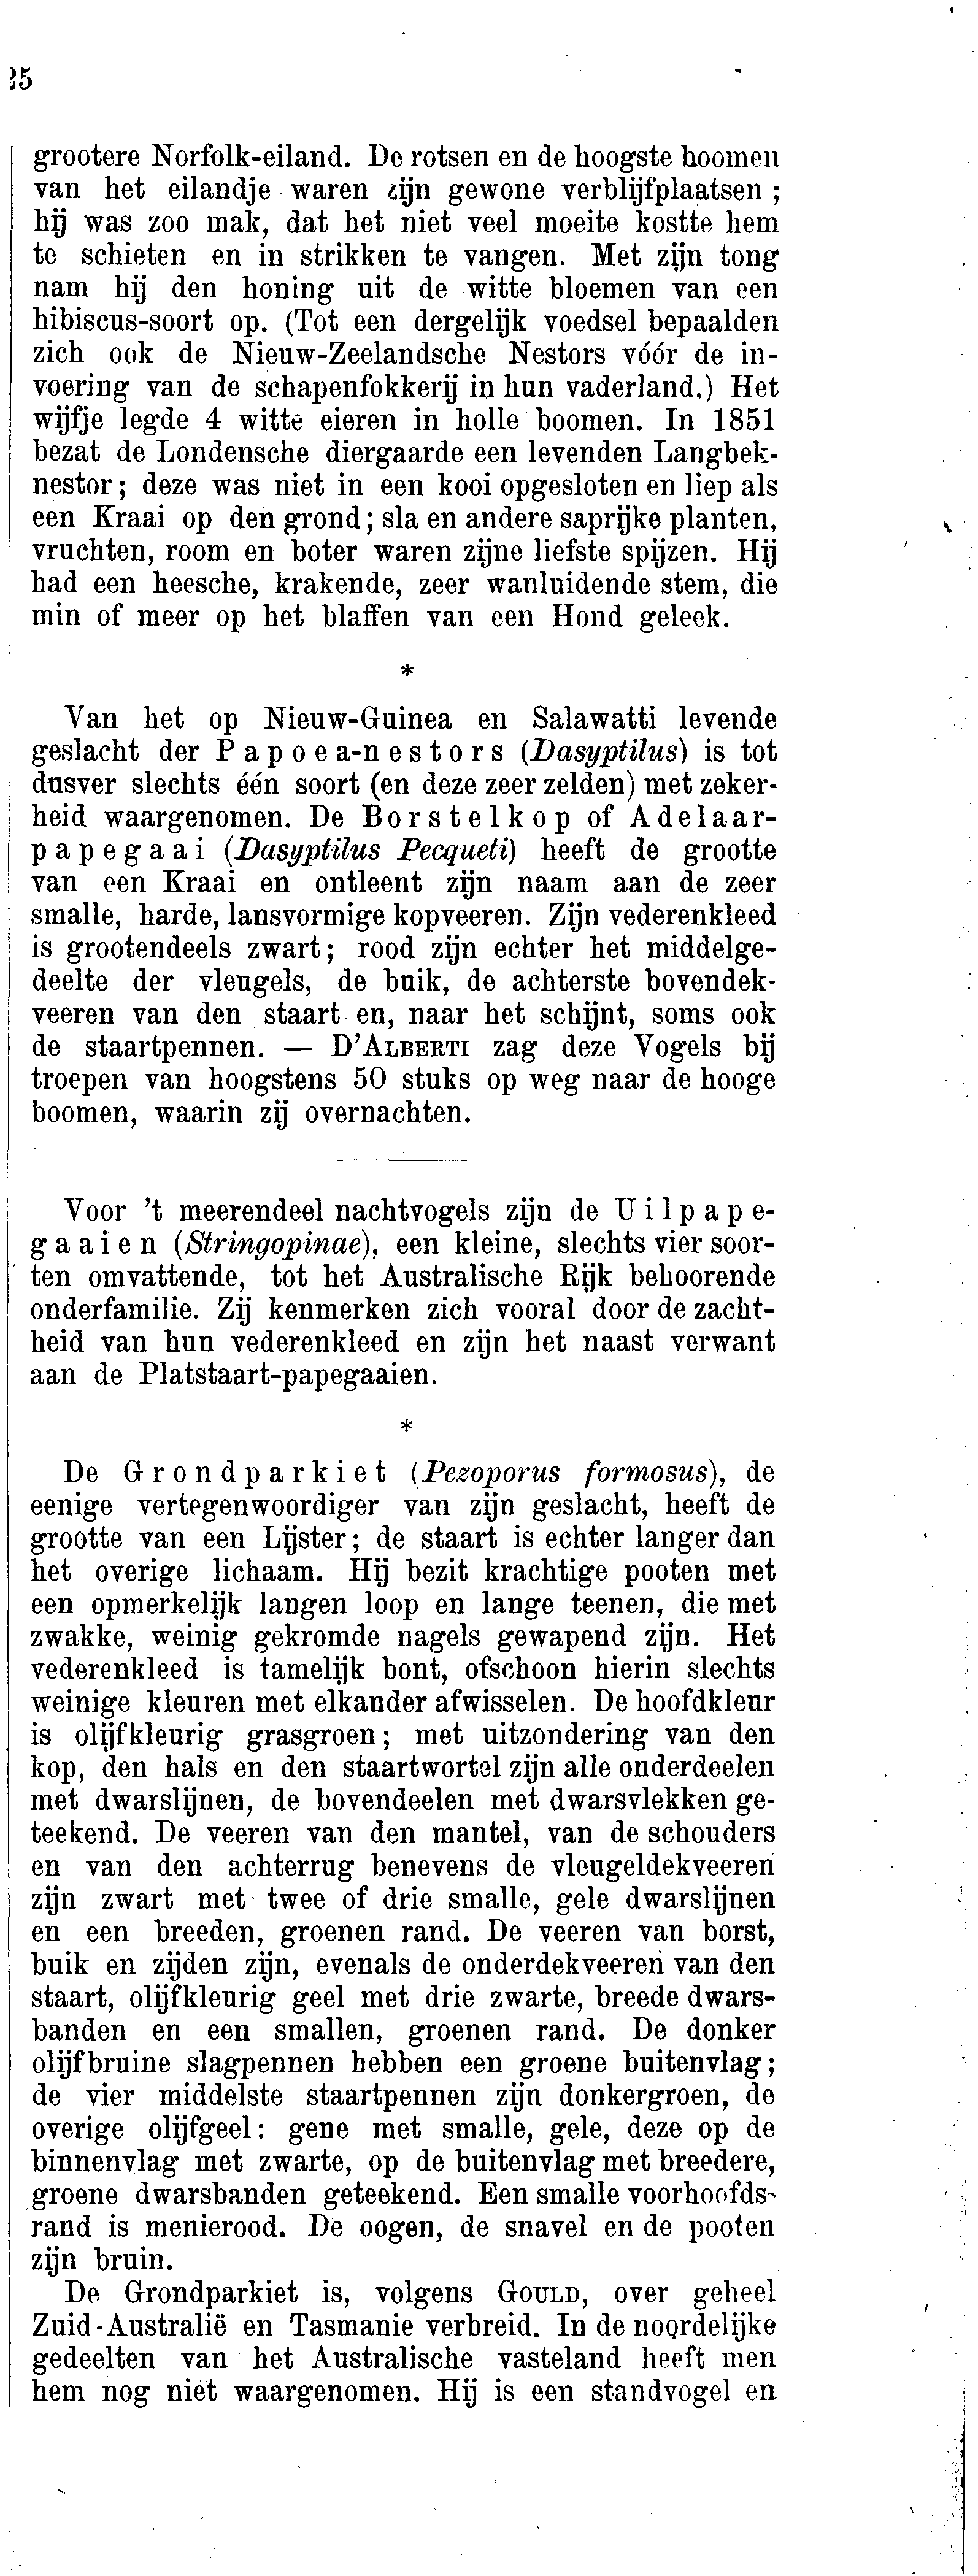 25
grootere Norfolk-eiland. De rotsen en de hoogste boomen
van het eilandje waren zijn gewone verblijfplaatsen ;
hij was zoo mak, dat het niet veel moeite kostte hem
te schieten en in strikken te vangen. Met zijn tong
nam hij den honing uit de witte bloemen van een
hibiscus-soort op. (Tot een dergelijk voedsel bepaalden
zich ook de Nieuw-Zeelandsche Nestors vóór de in-
voering van de schapenfokkerij in hun vaderland.) Het
wijfje legde 4 witte eieren in holle boomen. In 1851
bezat de Londensche diergaarde een levenden Langbek-
nestor; deze was niet in een kooi opgesloten en liep als
een Kraai op den grond; sla en andere saprijke planten,
vruchten, room en boter waren zijne liefste spijzen. Hij
had een heesche, krakende, zeer wanluidende stem, die
min of meer op het blaffen van een Hond geleek.
*
Van het op Nieuw-Guinea en Salawatti levende
geslacht der Papoea-nestors (Dasyptilus) is tot
dusver slechts één soort (en deze zeer zelden) met zeker-
heid waargenomen. De Borstelkop of Adelaar-
papegaai (Dasyptilus Pecqueti) heeft de grootte
van een Kraai en ontleent zijn naam aan de zeer
smalle, harde, lansvormige kopveeren. Zijn vederenkleed
is grootendeels zwart; rood zijn echter het middelge-
deelte der vleugels, de buik, de achterste bovendek-
veeren van den staart en, naar het schijnt, soms ook
de staartpennen. — D'ALBERTI zag deze Vogels bij
troepen van hoogstens 50 stuks op weg naar de hooge
boomen, waarin zij overnachten.
Voor 't meerendeel nachtvogels zijn de Uilpape-
gaaien (Stringopinae), een kleine, slechts vier soor-
ten omvattende, tot het Australische Rijk behoorende
onderfamilie. Zij kenmerken zich vooral door de zacht-
heid van hun vederenkleed en zijn het naast verwant
aan de Platstaart-papegaaien.
*
De Grondparkiet (Pezoporus formosus), de
eenige vertegenwoordiger van zijn geslacht, heeft de
grootte van een Lijster; de staart is echter langer dan
het overige lichaam. Hij bezit krachtige pooten met
een opmerkelijk langen loop en lange teenen, die met
zwakke, weinig gekromde nagels gewapend zijn. Het
vederenkleed is tamelijk bont, ofschoon hierin slechts
weinige kleuren met elkander afwisselen. De hoofdkleur
is olijfkleurig grasgroen; met uitzondering van den
kop, den hals en den staartwortel zijn alle onderdeelen
met dwarslijnen, de bovendeelen met dwarsvlekken ge-
teekend. De veeren van den mantel, van de schouders
en van den achterrug benevens de vleugeldekveeren
zijn zwart met twee of drie smalle, gele dwarslijnen
en een breeden, groenen rand. De veeren van borst,
buik en zijden zijn, evenals de onderdekveeren van den
staart, olijfkleurig geel met drie zwarte, breede dwars-
banden en een smallen, groenen rand. De donker
olijfbruine slagpennen hebben een groene buitenvlag;
de vier middelste staartpennen zijn donkergroen, de
overige olijfgeel: gene met smalle, gele, deze op de
binnenvlag met zwarte, op de buitenvlag met breedere,
groene dwarsbanden geteekend. Een smalle voorhoofds-
rand is menierood. De oogen, de snavel en de pooten
zijn bruin.
De Grondparkiet is, volgens GOULD, over geheel
Zuid-Australië en Tasmanie verbreid. In de noordelijke
gedeelten van het Australische vasteland heeft men
hem nog niet waargenomen. Hij is een standvogel en